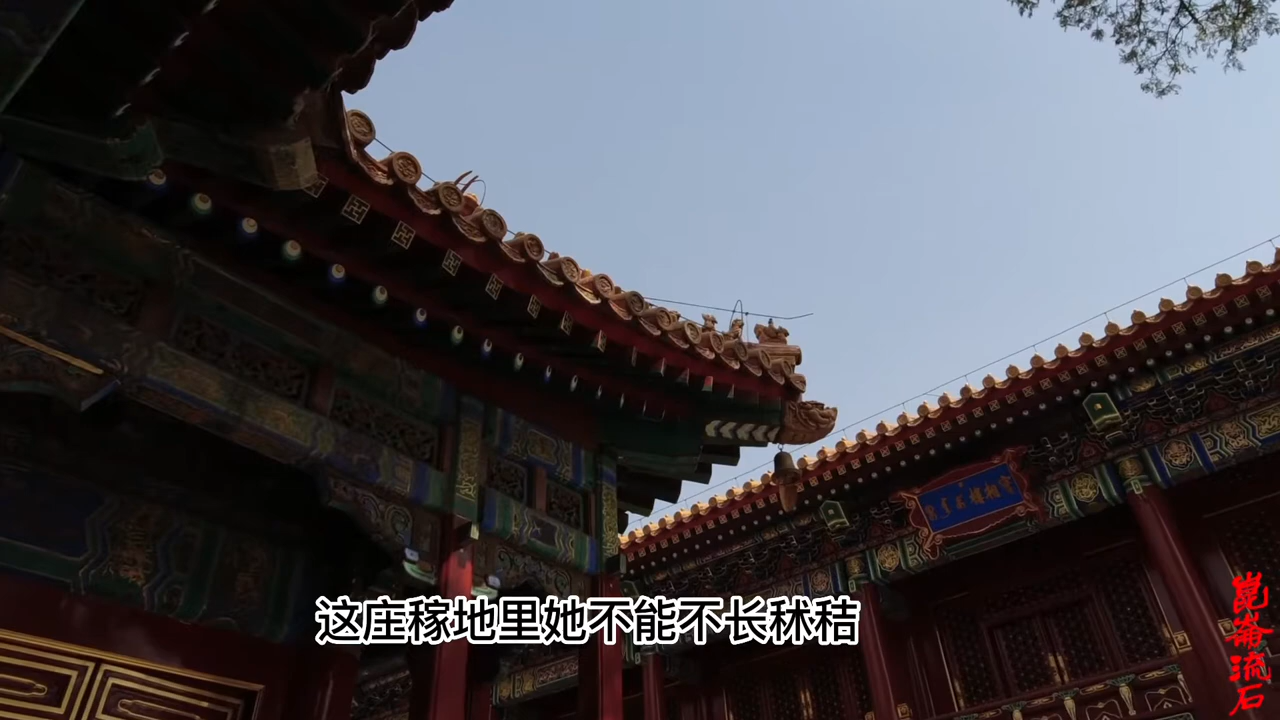 这庄稼地里她不能不长秫秸
崑崙流石